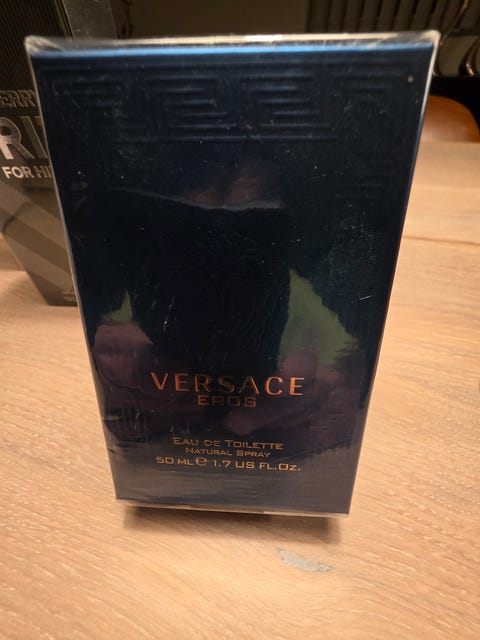 VERSACE
EROS
EAU DE TOILETTE
NATURAL SPRAY
50 ML ℮ 1.7 US FL.OZ.
FOR HI